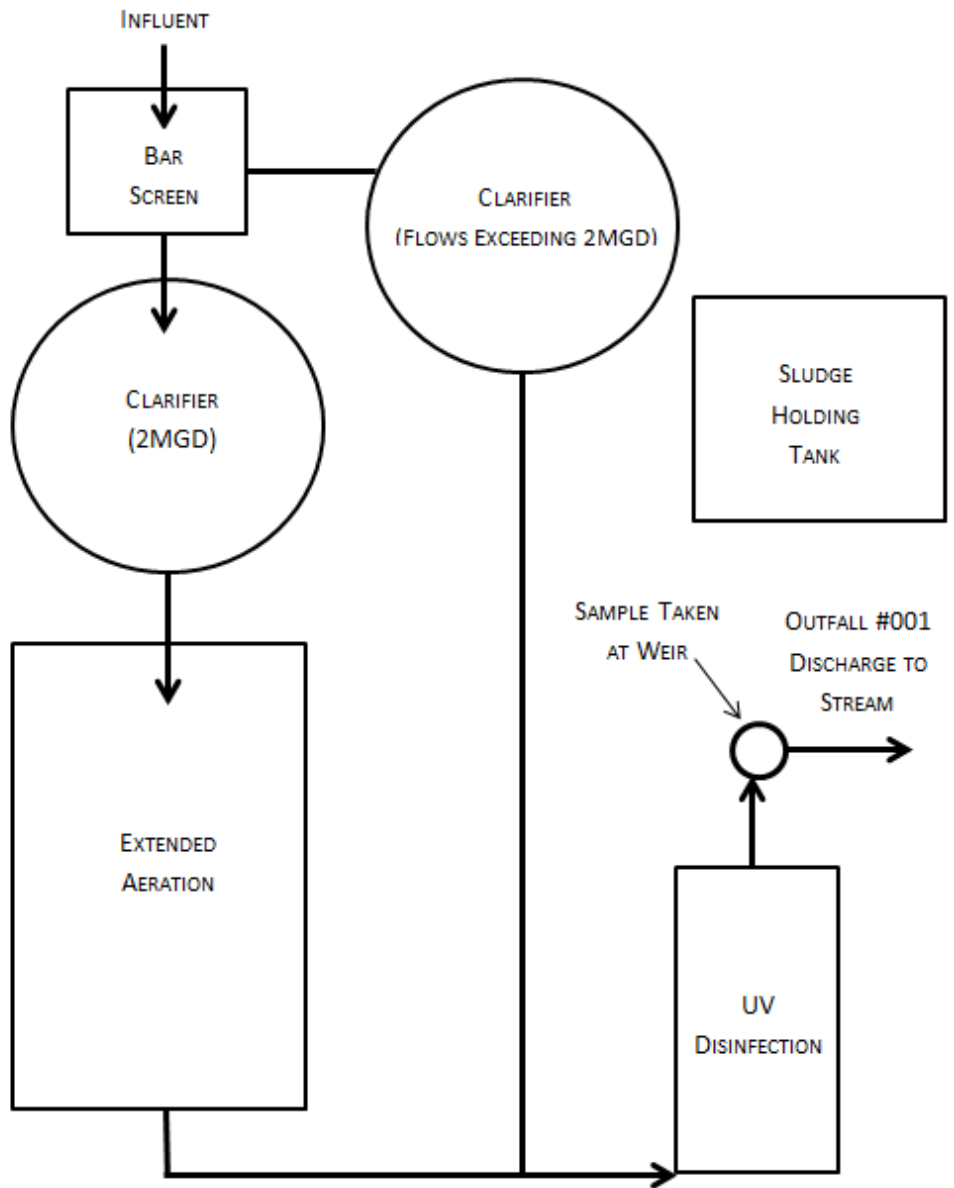 INFLUENT
BAR
SCREEN
CLARIFIER
(FLOWS EXCEEDING 2MGD)
CLARIFIER
(2MGD)
SLUDGE
HOLDING
TANK
SAMPLE TAKEN
AT WEIR
OUTFALL #001
DISCHARGE TO
STREAM
EXTENDED
AERATION
UV
DISINFECTION